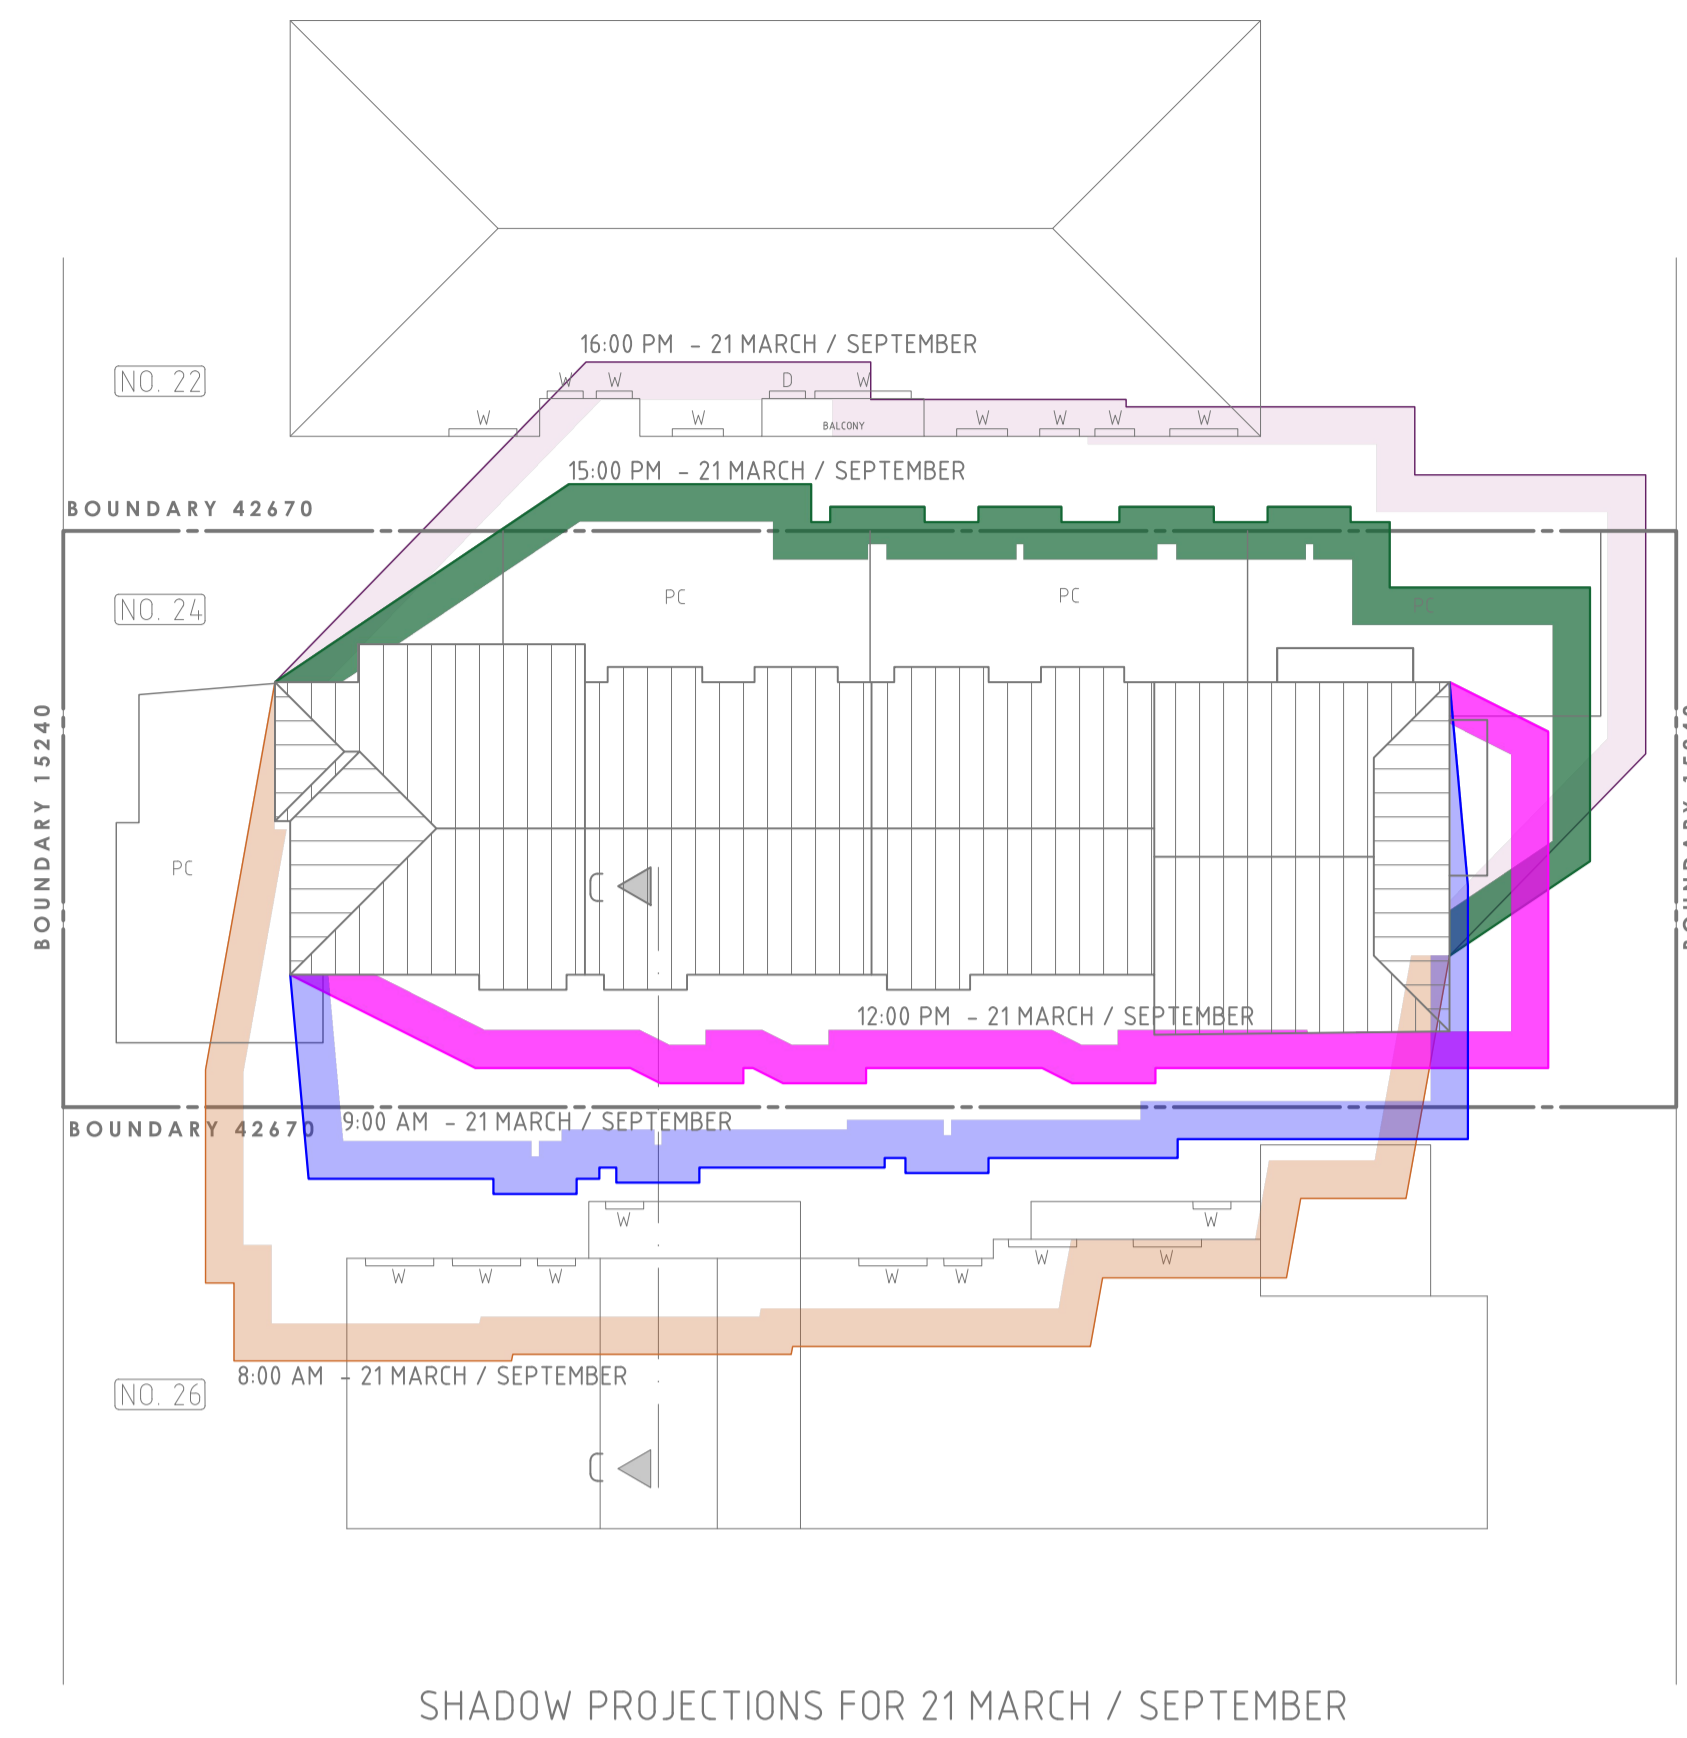 16:00 PM - 21 MARCH / SEPTEMBER
NO. 22
W W D W
W W W W W W
BALCONY
15:00 PM - 21 MARCH / SEPTEMBER
BOUNDARY 42670
NO. 24
PC PC PC
BOUNDARY 15240
BOUNDARY 15240
PC
C
12:00 PM - 21 MARCH / SEPTEMBER
9:00 AM - 21 MARCH / SEPTEMBER
BOUNDARY 42670
W W
W W
W W W W W
8:00 AM - 21 MARCH / SEPTEMBER
NO. 26
C
SHADOW PROJECTIONS FOR 21 MARCH / SEPTEMBER